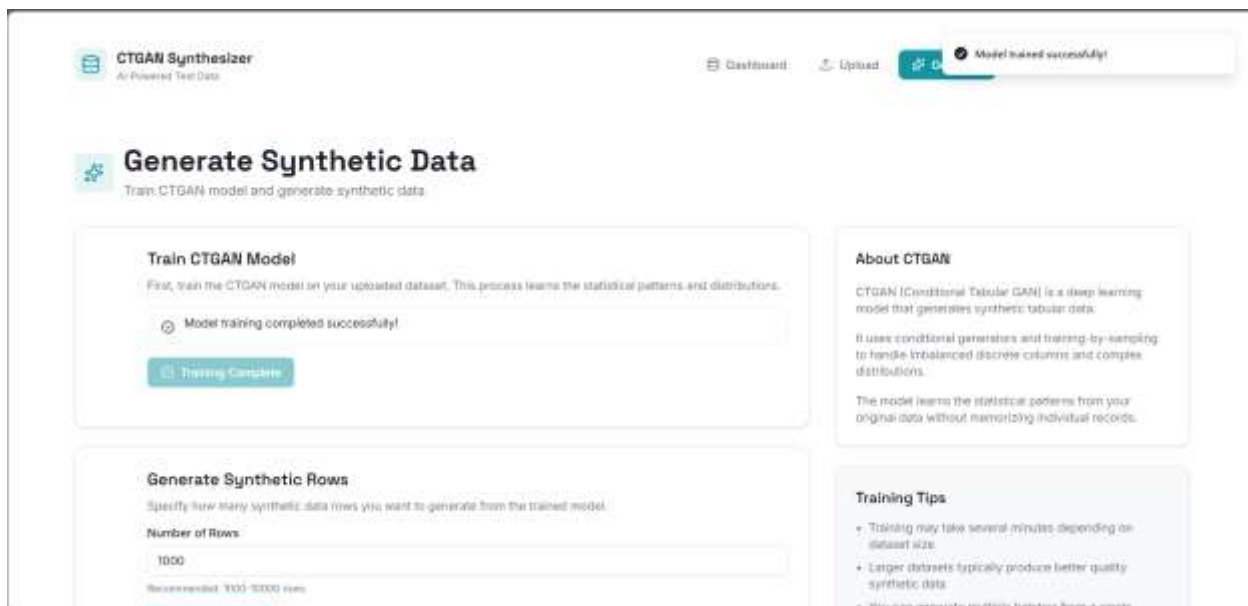 CTGAN Synthesizer
AI-Powered Test Data
Dashboard
Upload
Model trained successfully!
Generate Synthetic Data
Train CTGAN model and generate synthetic data
Train CTGAN Model
First, train the CTGAN model on your uploaded dataset. This process learns the statistical patterns and distributions.
Model training completed successfully!
Training Complete
Generate Synthetic Rows
Specify how many synthetic data rows you want to generate from the trained model.
Number of Rows
1000
Recommended: 1000-10000 rows
About CTGAN
CTGAN (Conditional Tabular GAN) is a deep learning
model that generates synthetic tabular data.
It uses conditional generators and training-by-sampling
to handle imbalanced discrete columns and complex
distributions.
The model learns the statistical patterns from your
original data without memorizing individual records.
Training Tips
• Training may take several minutes depending on
dataset size
• Larger datasets typically produce better quality
synthetic data